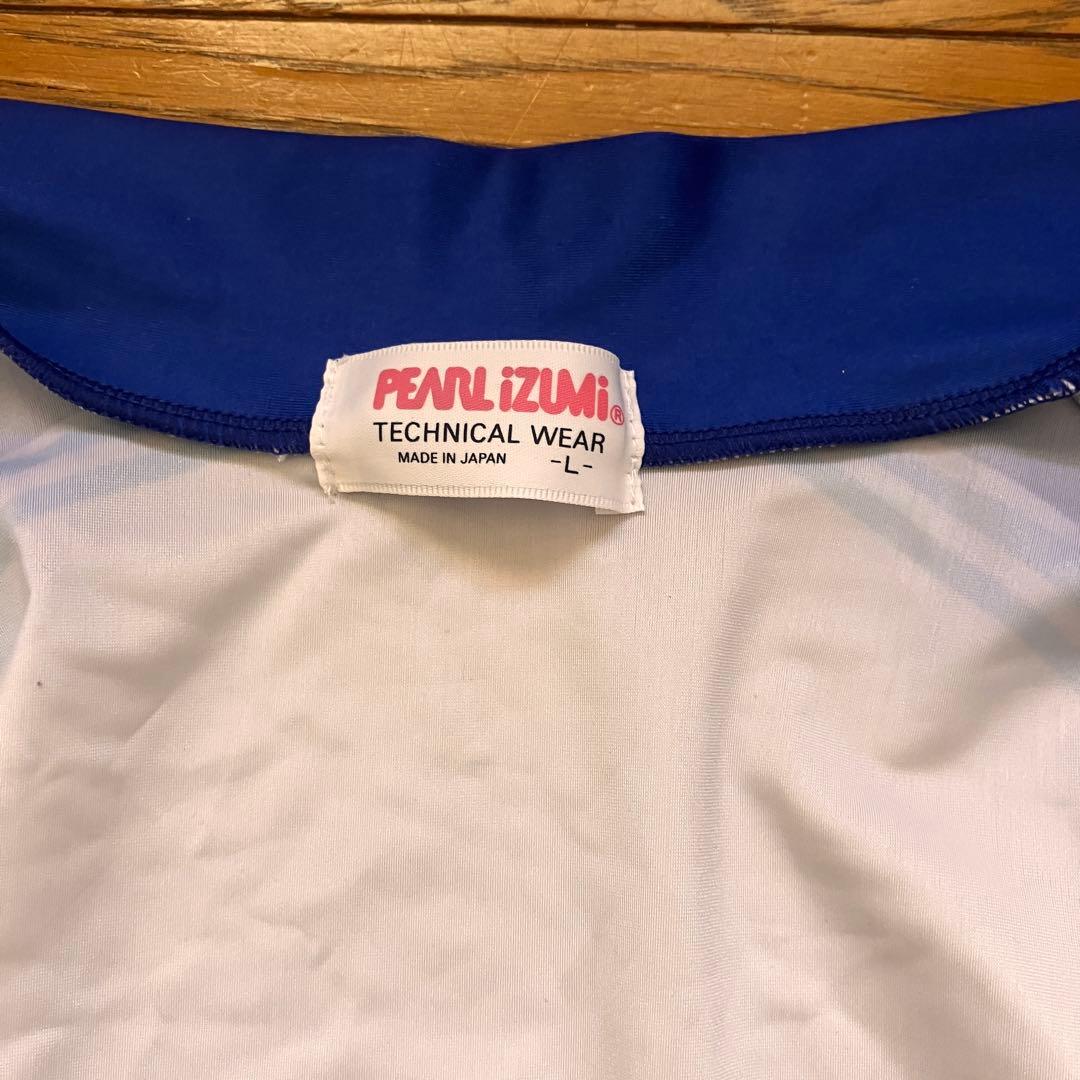 PEARL iZUMi®
TECHNICAL WEAR
MADE IN JAPAN -L-